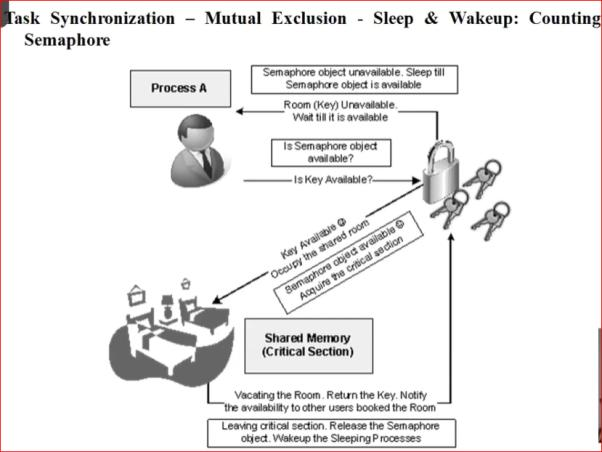 Task Synchronization – Mutual Exclusion - Sleep & Wakeup: Counting
Semaphore
Process A
Semaphore object unavailable. Sleep till
Semaphore object is available
Room (Key) Unavailable.
Wait till it is available
Is Semaphore object
available?
Is Key Available?
Key Available ☺
Occupy the shared room
Semaphore object available ☺
Acquire the critical section
Shared Memory
(Critical Section)
Vacating the Room. Return the Key. Notify
the availability to other users booked the Room
Leaving critical section. Release the Semaphore
object. Wakeup the Sleeping Processes